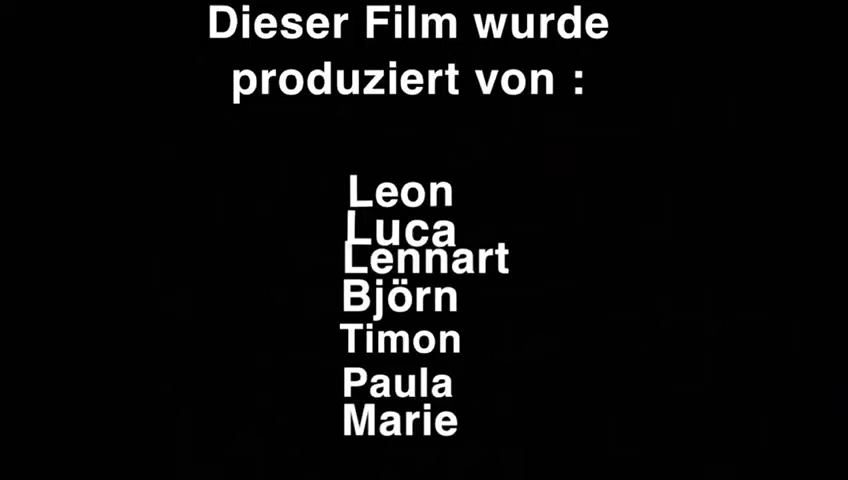 Dieser Film wurde
produziert von :
Leon
Luca
Lennart
Björn
Timon
Paula
Marie